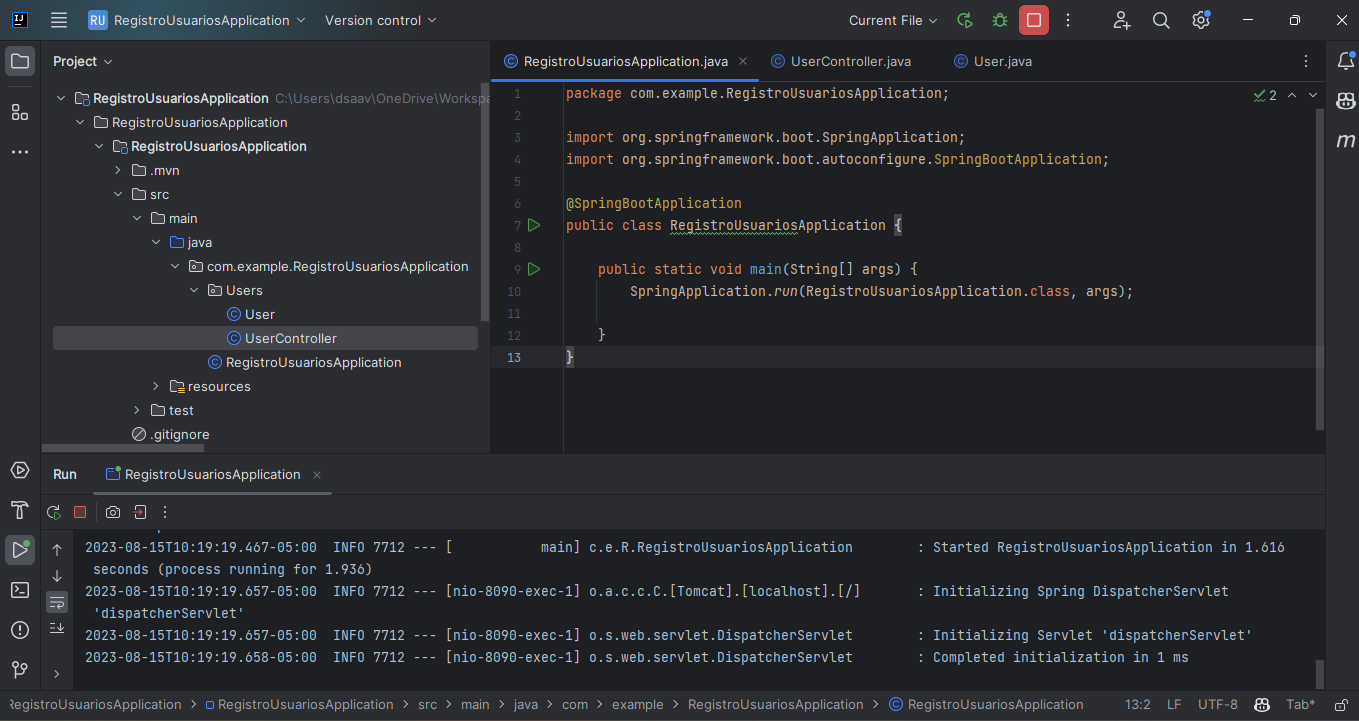 RU RegistroUsuariosApplication Version control Current File
Project
RegistroUsuariosApplication C:\Users\dsaav\OneDrive\Workspa
RegistroUsuariosApplication
RegistroUsuariosApplication
.mvn
src
main
java
com.example.RegistroUsuariosApplication
Users
User
UserController
RegistroUsuariosApplication
resources
test
.gitignore
RegistroUsuariosApplication.java UserController.java User.java
1 package com.example.RegistroUsuariosApplication; 2
2
3 import org.springframework.boot.SpringApplication;
4 import org.springframework.boot.autoconfigure.SpringBootApplication;
5
6 @SpringBootApplication
7 public class RegistroUsuariosApplication {
8
9 public static void main(String[] args) {
10 SpringApplication.run(RegistroUsuariosApplication.class, args);
11
12 }
13 }
Run RegistroUsuariosApplication
2023-08-15T10:19:19.467-05:00 INFO 7712 --- [ main] c.e.R.RegistroUsuariosApplication : Started RegistroUsuariosApplication in 1.616
seconds (process running for 1.936)
2023-08-15T10:19:19.657-05:00 INFO 7712 --- [nio-8090-exec-1] o.a.c.c.C.[Tomcat].[localhost].[/] : Initializing Spring DispatcherServlet
'dispatcherServlet'
2023-08-15T10:19:19.657-05:00 INFO 7712 --- [nio-8090-exec-1] o.s.web.servlet.DispatcherServlet : Initializing Servlet 'dispatcherServlet'
2023-08-15T10:19:19.658-05:00 INFO 7712 --- [nio-8090-exec-1] o.s.web.servlet.DispatcherServlet : Completed initialization in 1 ms
RegistroUsuariosApplication > RegistroUsuariosApplication > src > main > java > com > example > RegistroUsuariosApplication > RegistroUsuariosApplication 13:2 LF UTF-8 Tab*